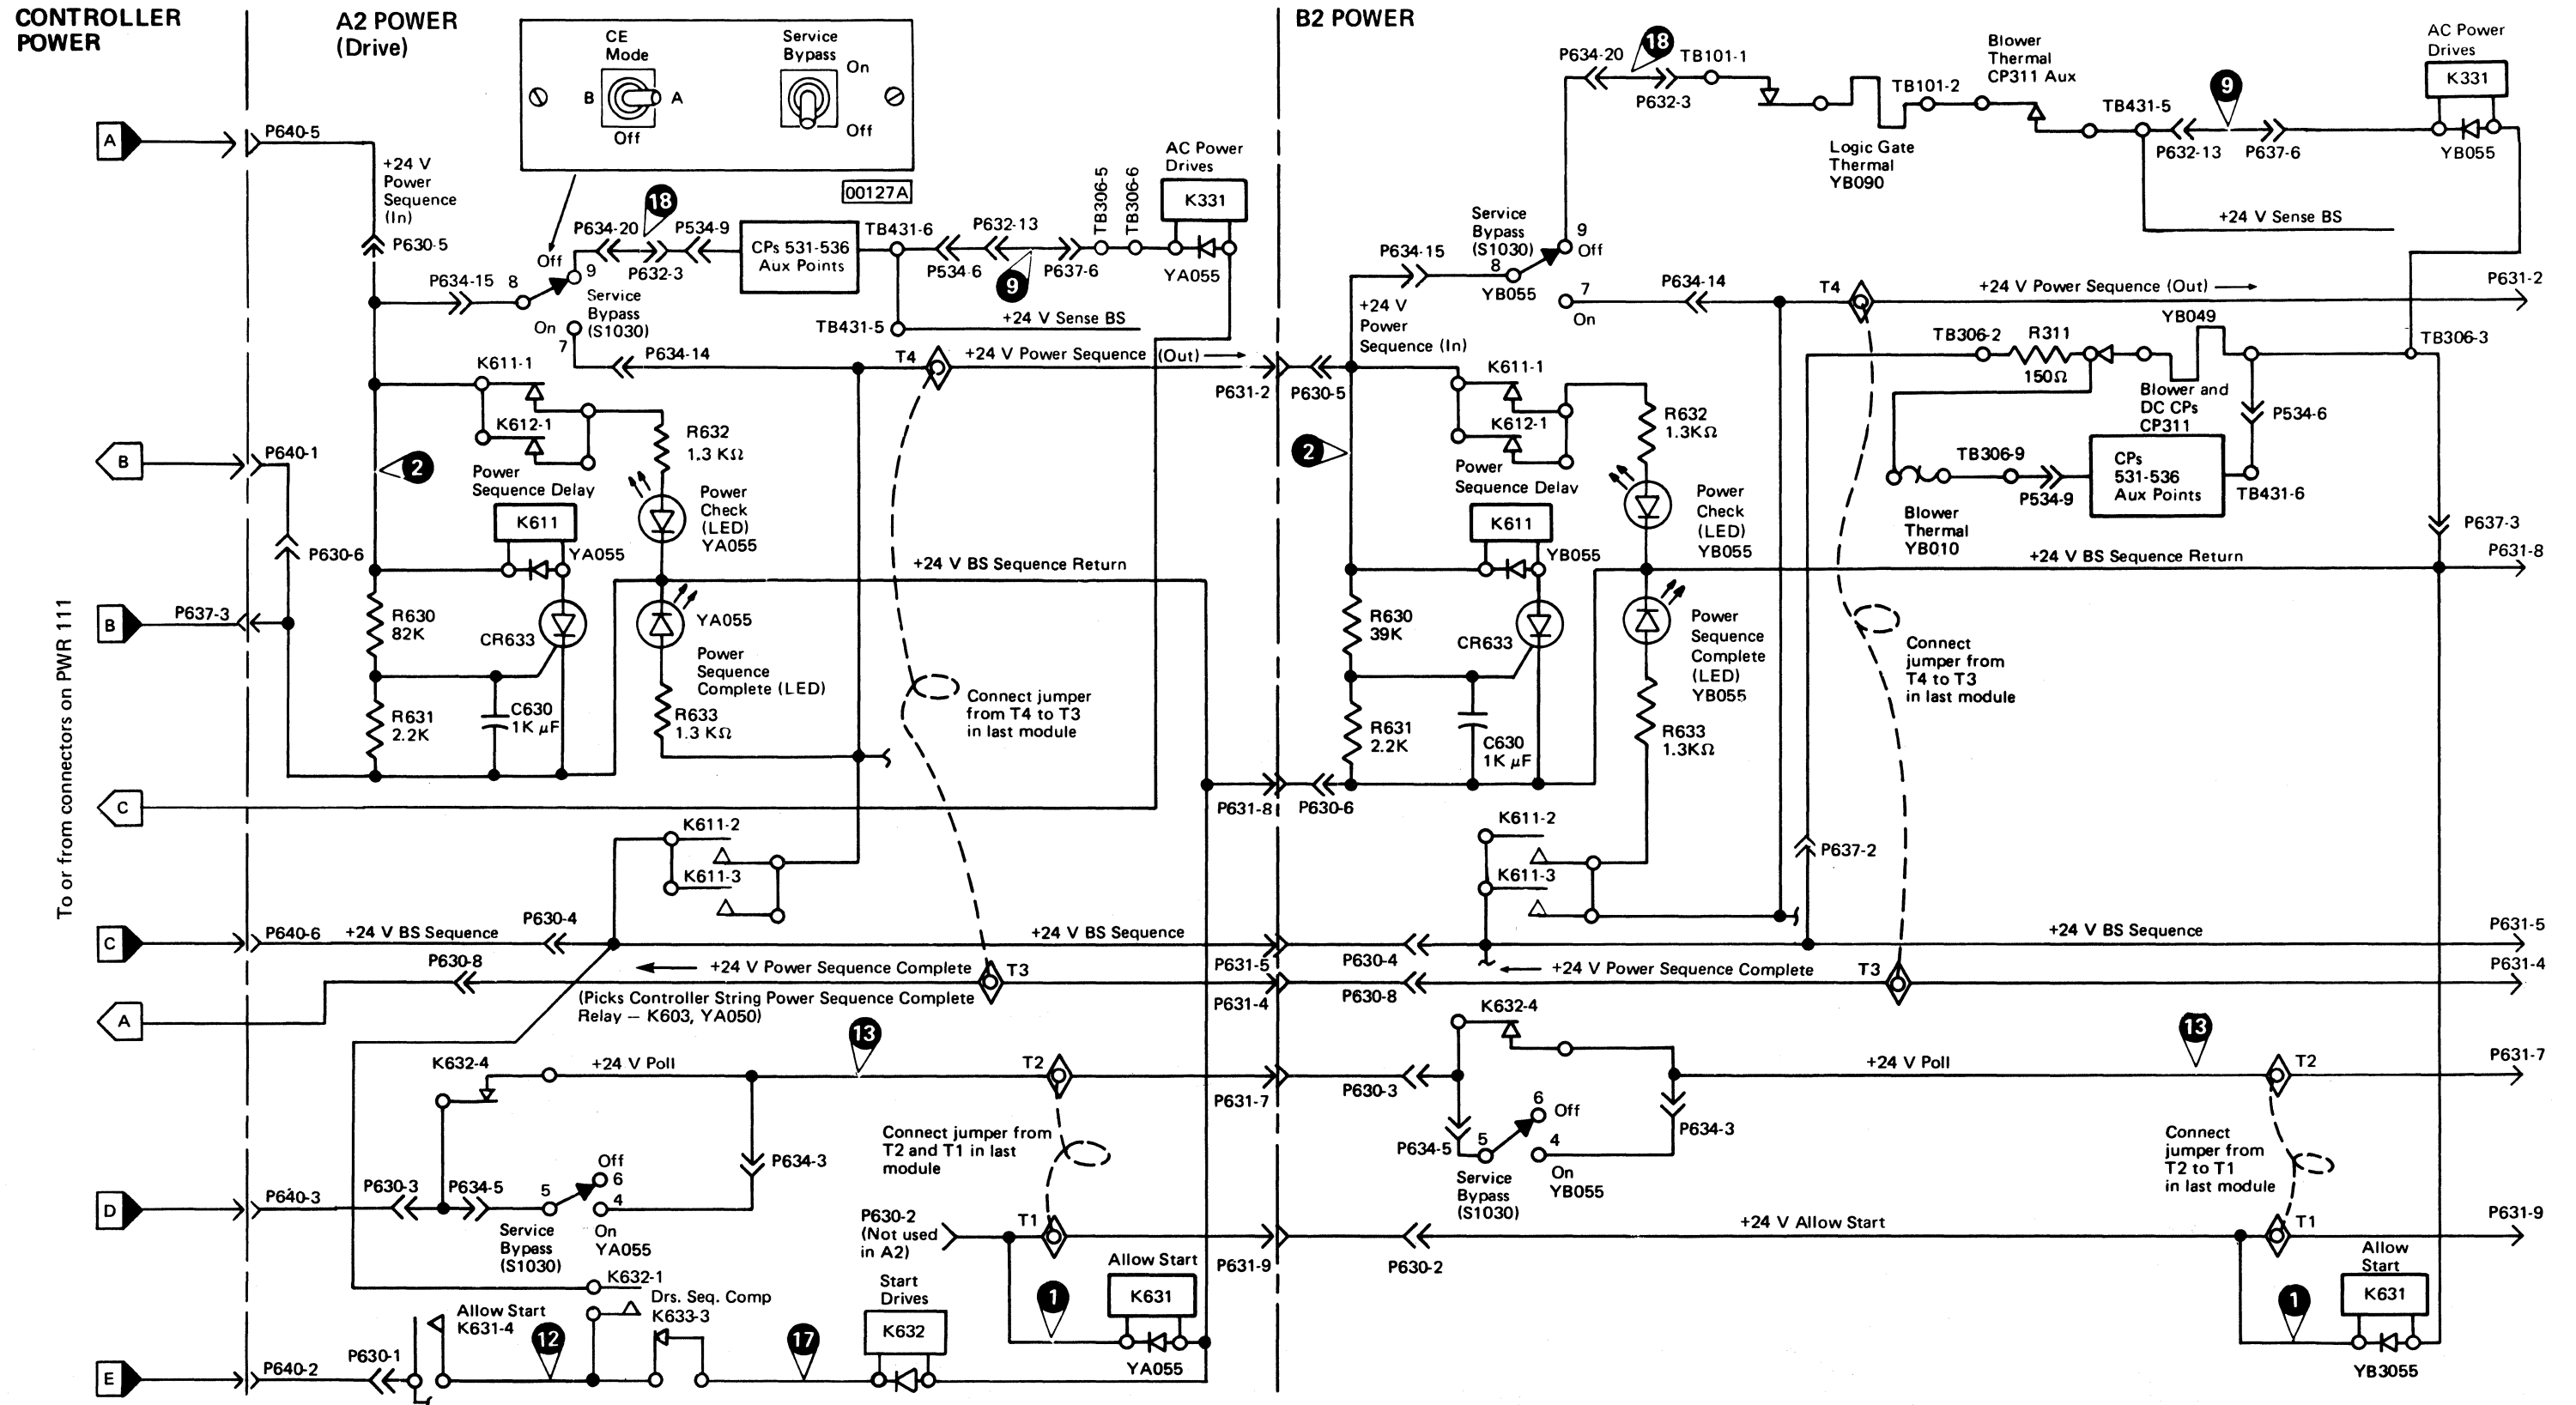 CONTROLLER
POWER
A2 POWER
(Drive)
CE
Mode
B
A
Off
Service
Bypass
On
Off
00127A
A
P640-5
+24 V
Power
Sequence
(In)
P630-5
P634-15
8
Off
9
Service
Bypass
(S1030)
On
7
P634-20
18
P632-3
P534-9
CPs 531-536
Aux Points
TB431-6
P534-6
P632-13
9
P637-6
TB306-5
TB306-6
AC Power
Drives
K331
YA055
TB431-5
+24 V Sense BS
P634-14
T4
+24 V Power Sequence (Out)
P631-2
K611-1
K612-1
B
P640-1
2
Power
Sequence Delay
K611
YA055
R632
1.3 KΩ
Power
Check
(LED)
YA055
P630-6
+24 V BS Sequence Return
B
P637-3
R630
82K
CR633
YA055
Power
Sequence
Complete (LED)
R631
2.2K
C630
1K µF
R633
1.3 KΩ
Connect jumper
from T4 to T3
in last module
To or from connectors on PWR 111
C
P631-8
K611-2
K611-3
C
P640-6
+24 V BS Sequence
P630-4
+24 V BS Sequence
P631-5
P630-8
+24 V Power Sequence Complete
T3
(Picks Controller String Power Sequence Complete
Relay — K603, YA050)
P631-4
A
13
K632-4
+24 V Poll
T2
P631-7
Connect jumper from
T2 and T1 in last
module
P634-3
D
P640-3
P630-3
P634-5
5
Off
6
4
On
YA055
Service
Bypass
(S1030)
P630-2
(Not used
in A2)
T1
P631-9
Allow Start
K631
1
YA055
K632-1
Drs. Seq. Comp
K633-3
Allow Start
K631-4
12
17
Start
Drives
K632
E
P640-2
P630-1
B2 POWER
P634-20
18
P632-3
TB101-1
Logic Gate
Thermal
YB090
TB101-2
Blower
Thermal
CP311 Aux
TB431-5
P632-13
9
P637-6
AC Power
Drives
K331
YB055
+24 V Sense BS
Service
Bypass
(S1030)
9
Off
P634-15
8
YB055
7
On
P634-14
T4
+24 V Power Sequence (Out)
P631-2
+24 V
Power
Sequence (In)
P630-5
K611-1
K612-1
2
Power
Sequence Delay
K611
YB055
R632
1.3KΩ
Power
Check
(LED)
YB055
TB306-2
R311
150Ω
YB049
TB306-3
Blower and
DC CPs
CP311
P534-6
TB306-9
P534-9
CPs
531-536
Aux Points
TB431-6
Blower
Thermal
YB010
P637-3
+24 V BS Sequence Return
P631-8
R630
39K
CR633
Power
Sequence
Complete
(LED)
YB055
Connect
jumper from
T4 to T3
in last module
R631
2.2K
C630
1K µF
R633
1.3KΩ
P630-6
K611-2
K611-3
P637-2
P630-4
+24 V BS Sequence
P631-5
P630-8
+24 V Power Sequence Complete
T3
P631-4
K632-4
13
P630-3
+24 V Poll
T2
P631-7
6
Off
P634-5
5
4
On
YB055
Service
Bypass
(S1030)
P634-3
Connect
jumper from
T2 to T1
in last module
P630-2
+24 V Allow Start
T1
P631-9
Allow
Start
K631
1
YB3055